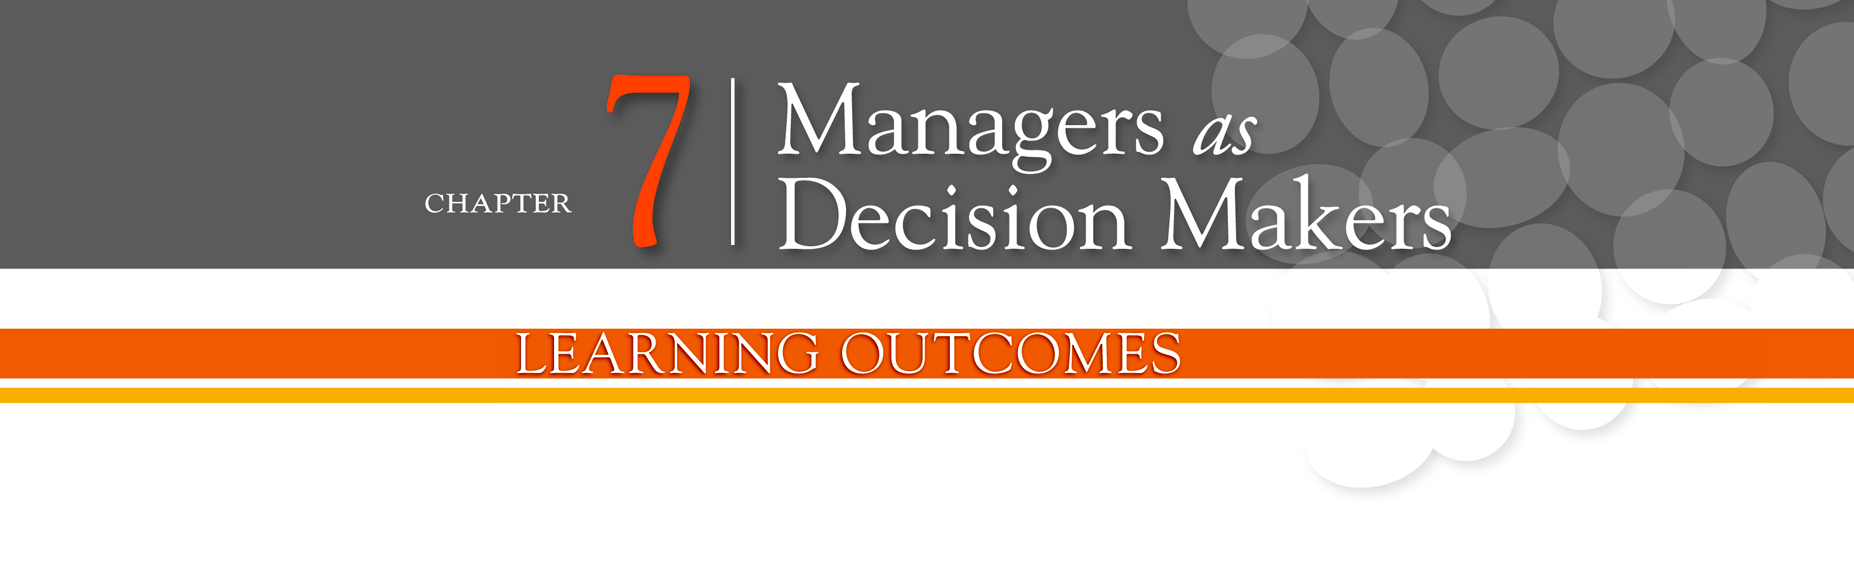 CHAPTER 7
Managers as
Decision Makers
LEARNING OUTCOMES